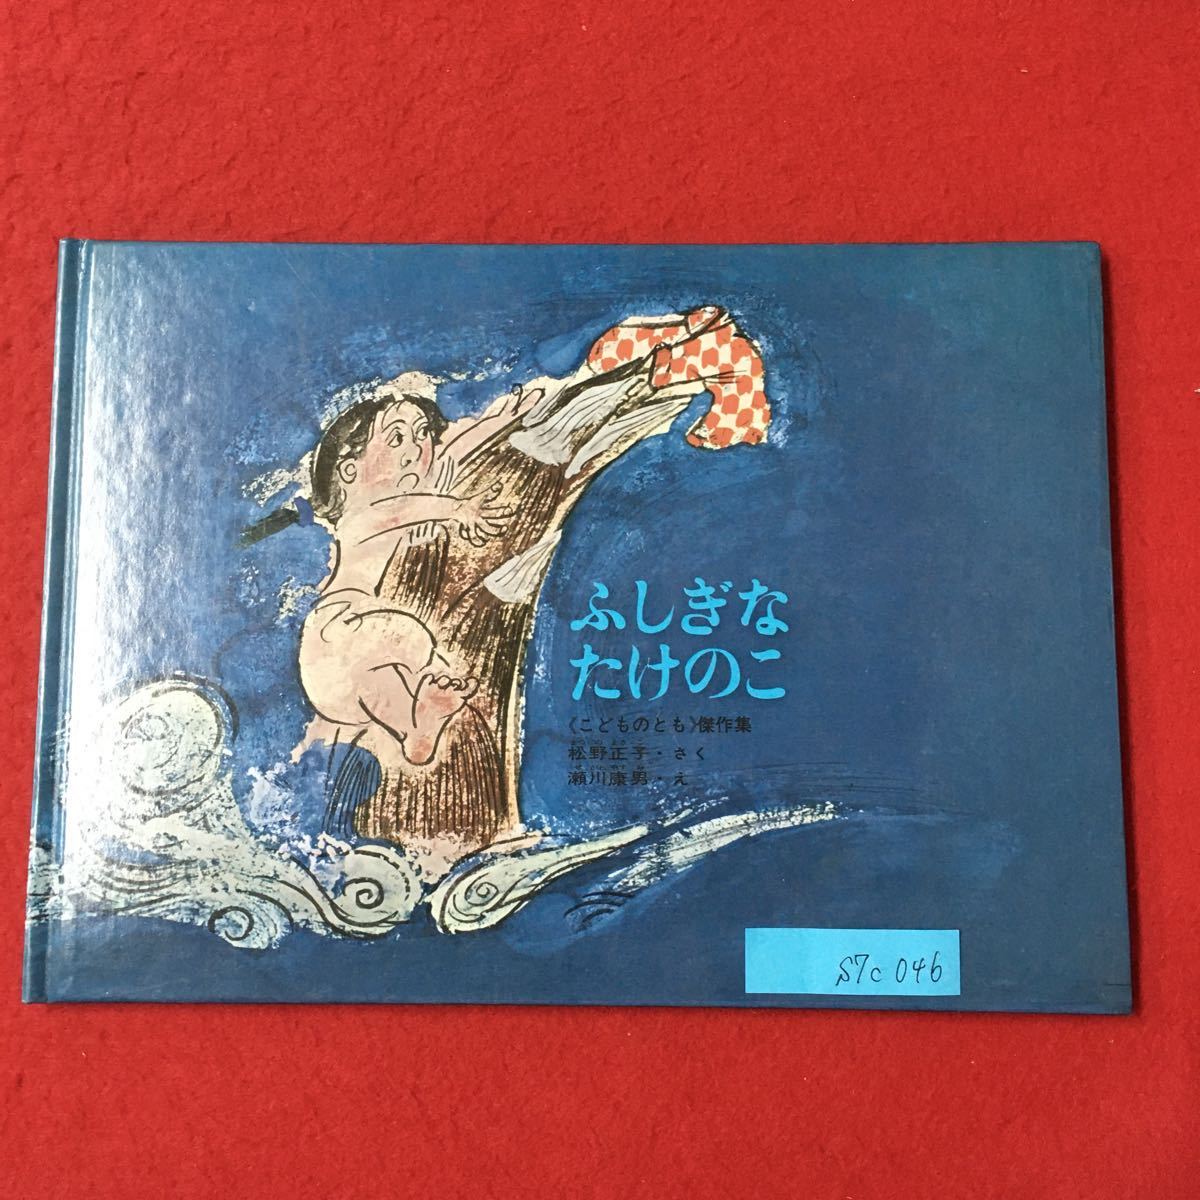 ふしぎな
たけのこ
《こどものとも》傑作集
松野正子・さく
瀬川康男・え
S7c 046